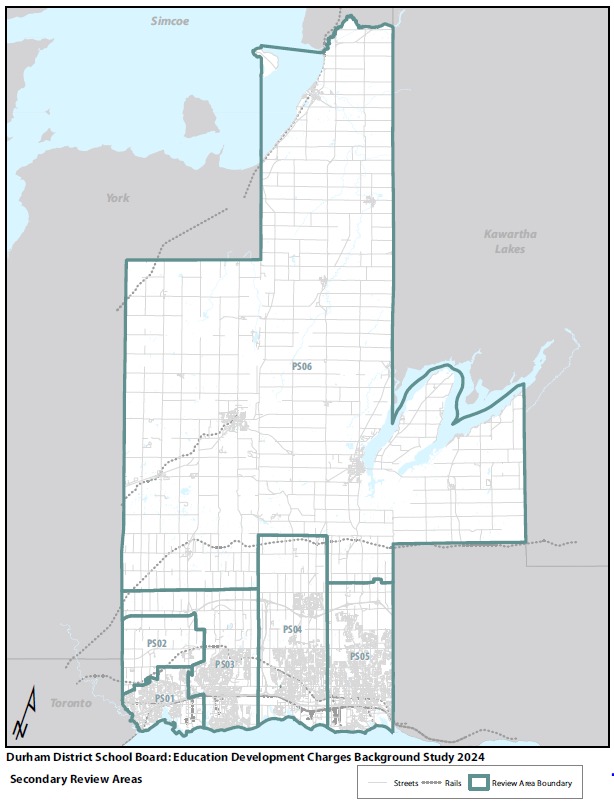 Simcoe
York
Kawartha
Lakes
PS06
PS04
PS02
PS05
PS03
PS01
Toronto
N
Durham District School Board: Education Development Charges Background Study 2024
Secondary Review Areas
Streets Rails Review Area Boundary